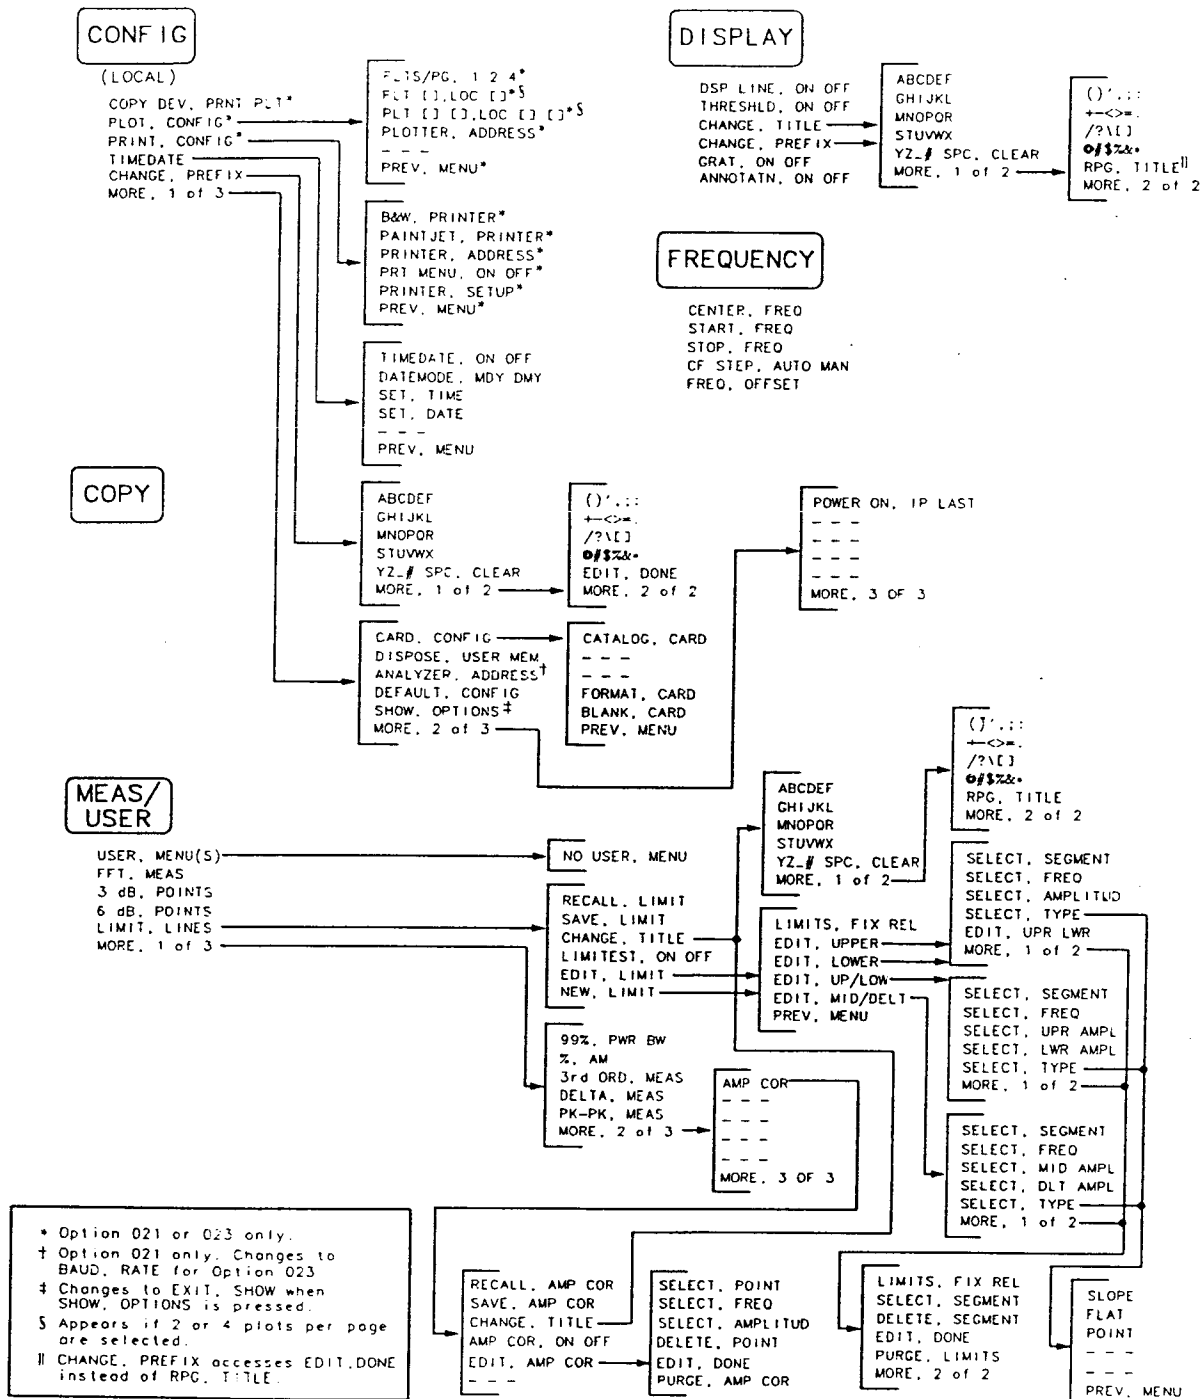 CONFIG
(LOCAL)
COPY DEV, PRNT PLT*
PLOT, CONFIG*
PRINT, CONFIG*
TIMEDATE
CHANGE, PREFIX
MORE, 1 of 3
PLTS/PG, 1 2 4*
PLT [ ],LOC [ ]*§
PLT [ ] [ ],LOC [ ] [ ]*§
PLOTTER, ADDRESS*
- - -
PREV, MENU*
B&W, PRINTER*
PAINTJET, PRINTER*
PRINTER, ADDRESS*
PRT MENU, ON OFF*
PRINTER, SETUP*
PREV, MENU*
TIMEDATE, ON OFF
DATEMODE, MDY DMY
SET, TIME
SET, DATE
- - -
PREV, MENU
DISPLAY
DSP LINE, ON OFF
THRESHLD, ON OFF
CHANGE, TITLE
CHANGE, PREFIX
GRAT, ON OFF
ANNOTATN, ON OFF
ABCDEF
GHIJKL
MNOPQR
STUVWX
YZ_# SPC, CLEAR
MORE, 1 of 2
()',;:
+-<>=.
/?\[]
@#$%&*
RPG, TITLE||
MORE, 2 of 2
FREQUENCY
CENTER, FREQ
START, FREQ
STOP, FREQ
CF STEP, AUTO MAN
FREQ, OFFSET
COPY
ABCDEF
GHIJKL
MNOPQR
STUVWX
YZ_# SPC, CLEAR
MORE, 1 of 2
()',;:
+-<>=.
/?\[]
@#$%&*
EDIT, DONE
MORE, 2 of 2
POWER ON, IP LAST
- - -
- - -
- - -
- - -
MORE, 3 OF 3
CARD, CONFIG
DISPOSE, USER MEM
ANALYZER, ADDRESS†
DEFAULT, CONFIG
SHOW, OPTIONS‡
MORE, 2 of 3
CATALOG, CARD
- - -
- - -
FORMAT, CARD
BLANK, CARD
PREV, MENU
MEAS/
USER
USER, MENU(S)
FFT, MEAS
3 dB, POINTS
6 dB, POINTS
LIMIT, LINES
MORE, 1 of 3
NO USER, MENU
RECALL, LIMIT
SAVE, LIMIT
CHANGE, TITLE
LIMITEST, ON OFF
EDIT, LIMIT
NEW, LIMIT
99%, PWR BW
%, AM
3rd ORD, MEAS
DELTA, MEAS
PK-PK, MEAS
MORE, 2 of 3
AMP COR
- - -
- - -
- - -
- - -
MORE, 3 OF 3
ABCDEF
GHIJKL
MNOPQR
STUVWX
YZ_# SPC, CLEAR
MORE, 1 of 2
()',;:
+-<>=.
/?\[]
@#$%&*
RPG, TITLE
MORE, 2 of 2
LIMITS, FIX REL
EDIT, UPPER
EDIT, LOWER
EDIT, UP/LOW
EDIT, MID/DELT
PREV, MENU
SELECT, SEGMENT
SELECT, FREQ
SELECT, AMPLITUD
SELECT, TYPE
EDIT, UPR LWR
MORE, 1 of 2
SELECT, SEGMENT
SELECT, FREQ
SELECT, UPR AMPL
SELECT, LWR AMPL
SELECT, TYPE
MORE, 1 of 2
SELECT, SEGMENT
SELECT, FREQ
SELECT, MID AMPL
SELECT, DLT AMPL
SELECT, TYPE
MORE, 1 of 2
* Option 021 or 023 only.
† Option 021 only. Changes to
BAUD, RATE for Option 023
‡ Changes to EXIT, SHOW when
SHOW, OPTIONS is pressed.
§ Appears if 2 or 4 plots per page
are selected.
|| CHANGE, PREFIX accesses EDIT,DONE
instead of RPG, TITLE.
RECALL, AMP COR
SAVE, AMP COR
CHANGE, TITLE
AMP COR, ON OFF
EDIT, AMP COR
- - -
SELECT, POINT
SELECT, FREQ
SELECT, AMPLITUD
DELETE, POINT
EDIT, DONE
PURGE, AMP COR
LIMITS, FIX REL
SELECT, SEGMENT
DELETE, SEGMENT
EDIT, DONE
PURGE, LIMITS
MORE, 2 of 2
SLOPE
FLAT
POINT
- - -
- - -
PREV, MENU